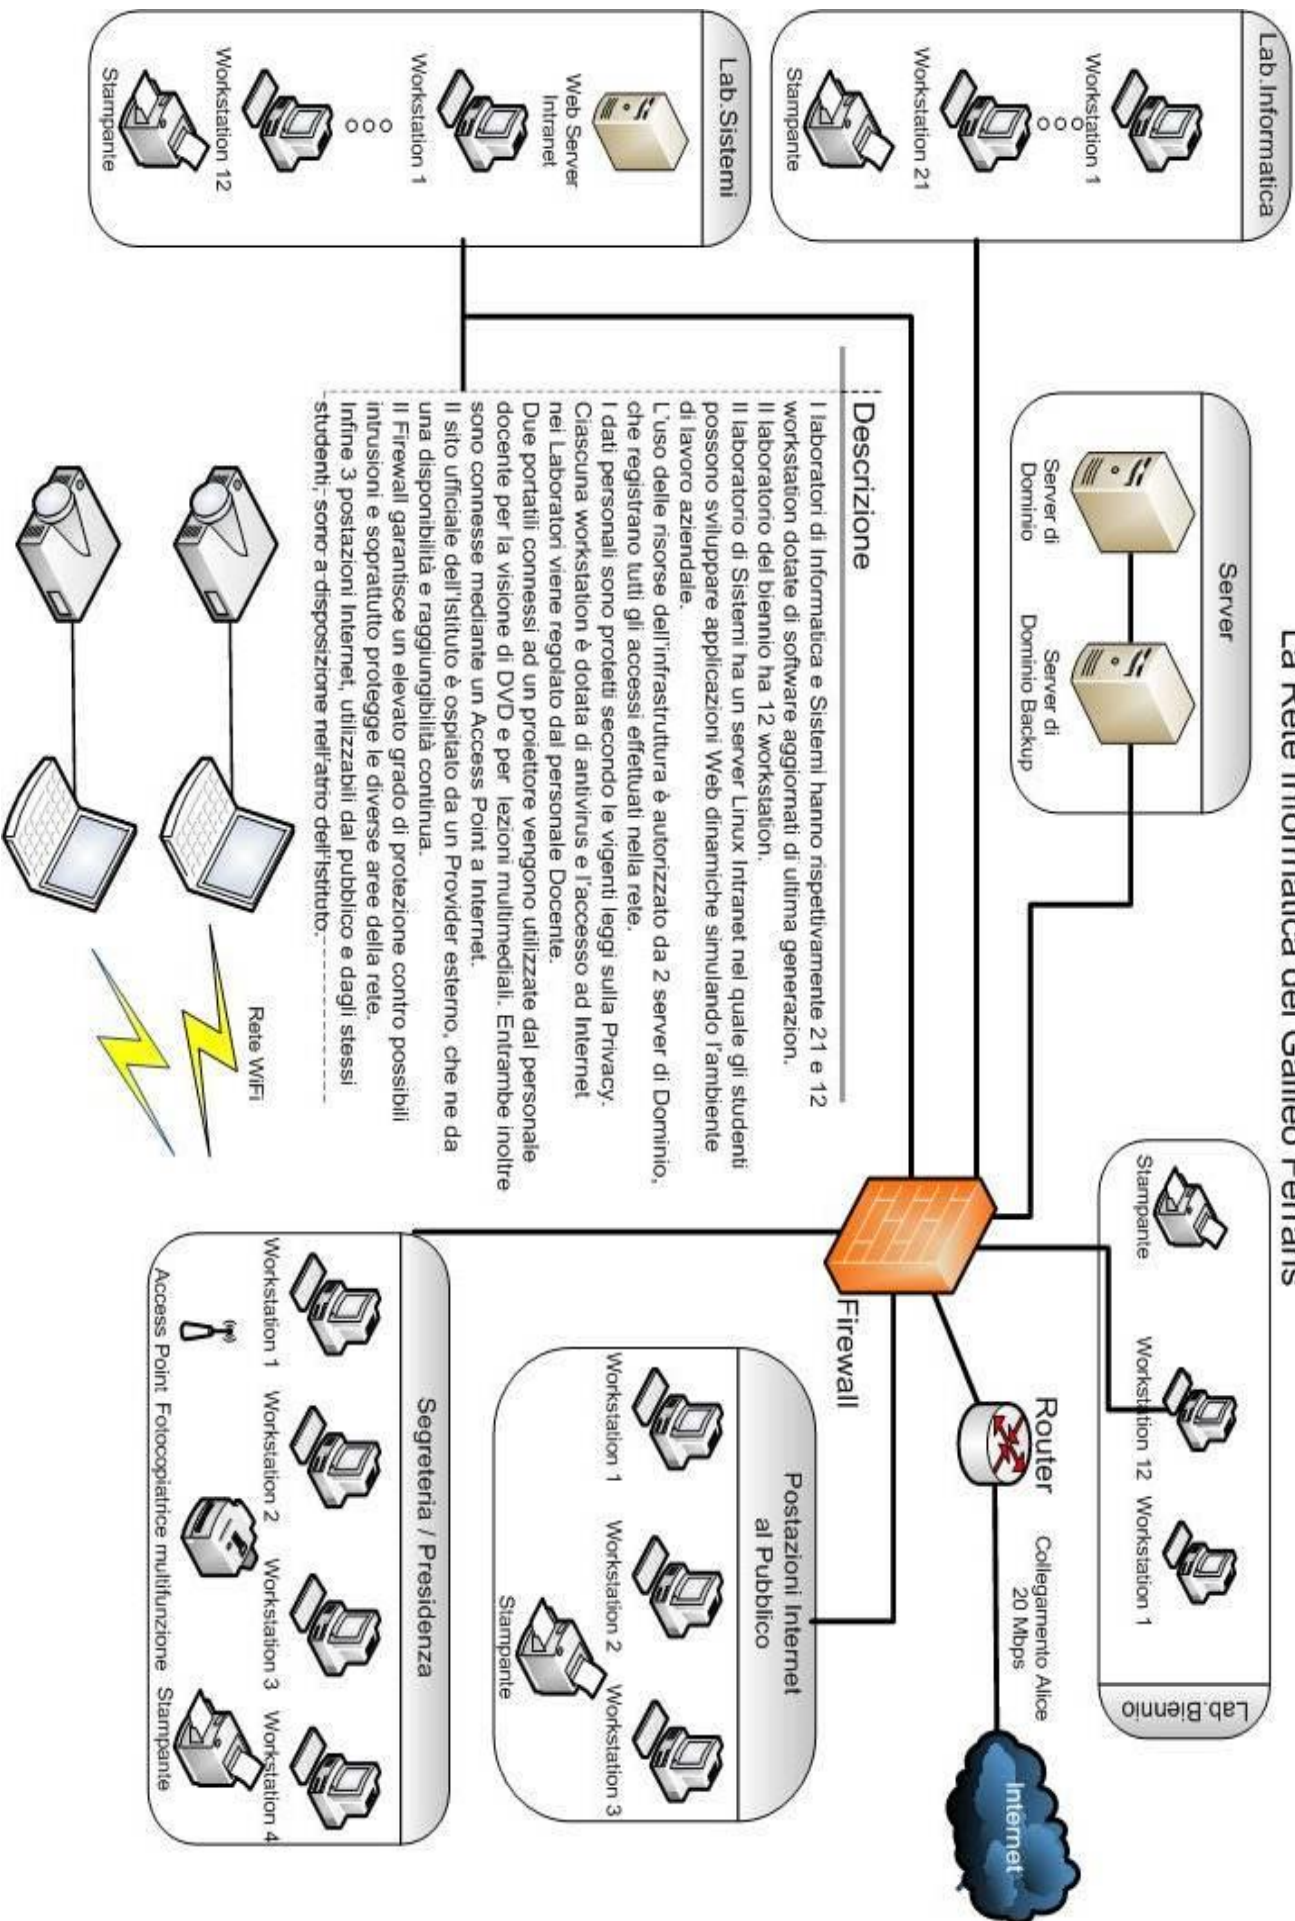 La Rete Informatica del Galileo Ferraris
Lab.Informatica
Workstation 1
Workstation 21
Stampante
Lab.Sistemi
Web Server
Intranet
Workstation 1
Workstation 12
Stampante
Server
Server di
Dominio
Server di
Dominio Backup
Stampante
Workstation 12
Workstation 1
Lab.Biennio
Router
Collegamento Alice
20 Mbps
Internet
Firewall
Descrizione
I laboratori di Informatica e Sistemi hanno rispettivamente 21 e 12
workstation dotate di software aggiornati di ultima generazion.
Il laboratorio del biennio ha 12 workstation.
Il laboratorio di Sistemi ha un server Linux Intranet nel quale gli studenti
possono sviluppare applicazioni Web dinamiche simulando l'ambiente
di lavoro aziendale.
L'uso delle risorse dell'infrastruttura è autorizzato da 2 server di Dominio,
che registrano tutti gli accessi effettuati nella rete.
I dati personali sono protetti secondo le vigenti leggi sulla Privacy.
Ciascuna workstation è dotata di antivirus e l'accesso ad Internet
nei Laboratori viene regolato dal personale Docente.
Due portatili connessi ad un proiettore vengono utilizzate dal personale
docente per la visione di DVD e per lezioni multimediali. Entrambe inoltre
sono connesse mediante un Access Point a Internet.
Il sito ufficiale dell'Istituto è ospitato da un Provider esterno, che ne da
una disponibilità e raggiungibilità continua.
Il Firewall garantisce un elevato grado di protezione contro possibili
intrusioni e soprattutto protegge le diverse aree della rete.
Infine 3 postazioni Internet, utilizzabili dal pubblico e dagli stessi
studenti, sono a disposizione nell'atrio dell'Istituto.
Rete WiFi
Postazioni Internet
al Pubblico
Workstation 1
Workstation 2
Workstation 3
Stampante
Segreteria / Presidenza
Workstation 1
Workstation 2
Workstation 3
Workstation 4
Access Point
Fotocopiatrice multifunzione
Stampante